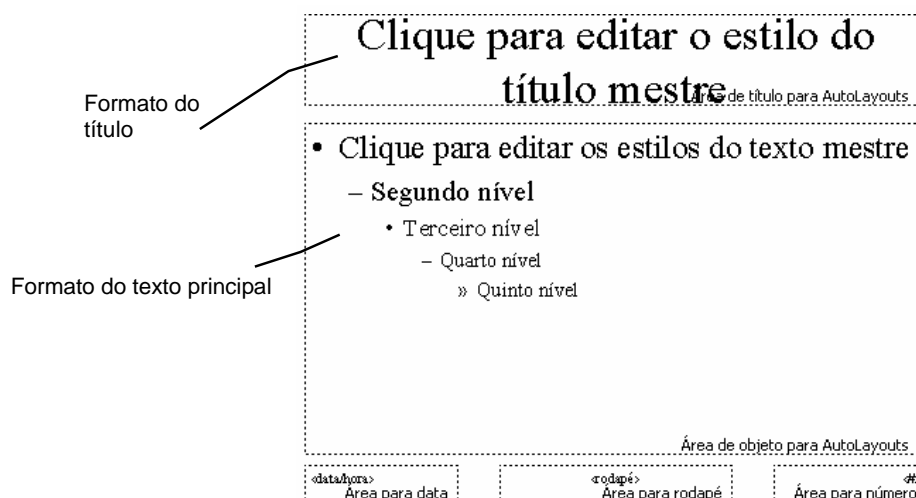 Clique para editar o estilo do
título mestre
Área de título para AutoLayouts
Formato do
título
• Clique para editar os estilos do texto mestre
– Segundo nível
• Terceiro nível
– Quarto nível
» Quinto nível
Formato do texto principal
Área de objeto para AutoLayouts
<data/hora>
Área para data
<rodapé>
Área para rodapé
Área para número